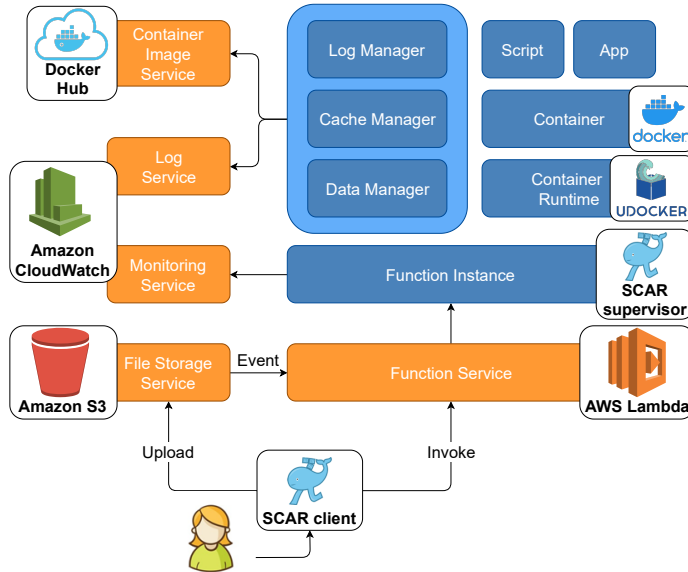 Docker
Hub
Container
Image
Service
Log Manager
Script
App
Cache Manager
Container
docker
Log
Service
Data Manager
Container
Runtime
UDOCKER
Amazon
CloudWatch
Monitoring
Service
Function Instance
SCAR
supervisor
Amazon S3
File Storage
Service
Event
Function Service
AWS Lambda
Upload
Invoke
SCAR client